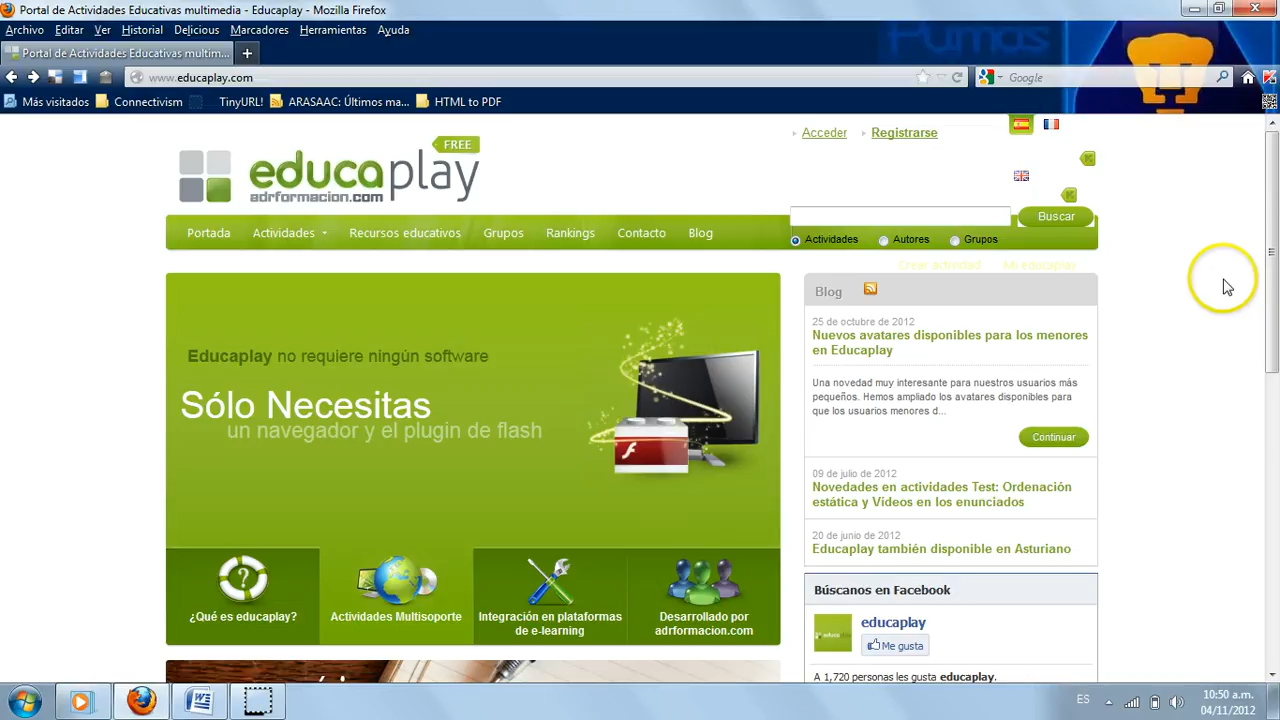 Portal de Actividades Educativas multimedia - Educaplay - Mozilla Firefox
Archivo Editar Ver Historial Delicious Marcadores Herramientas Ayuda
Pumas
Portal de Actividades Educativas multim...
www.educaplay.com
Google
Más visitados Connectivism TinyURL! ARASAAC: Últimos ma... HTML to PDF
Acceder Registrarse
FREE
educaplay
adrformacion.com
Buscar
Portada Actividades Recursos educativos Grupos Rankings Contacto Blog
Actividades Autores Grupos
Crear actividad Mi educaplay
Educaplay no requiere ningún software
Sólo Necesitas
un navegador y el plugin de flash
¿Qué es educaplay?
Actividades Multisoporte
Integración en plataformas
de e-learning
Desarrollado por
adrformacion.com
Blog
25 de octubre de 2012
Nuevos avatares disponibles para los menores
en Educaplay
Una novedad muy interesante para nuestros usuarios más
pequeños. Hemos ampliado los avatares disponibles para
que los usuarios menores d...
Continuar
09 de julio de 2012
Novedades en actividades Test: Ordenación
estática y Videos en los enunciados
20 de junio de 2012
Educaplay también disponible en Asturiano
Búscanos en Facebook
educaplay
Me gusta
A 1,720 personas les gusta educaplay.
ES
10:50 a.m.
04/11/2012